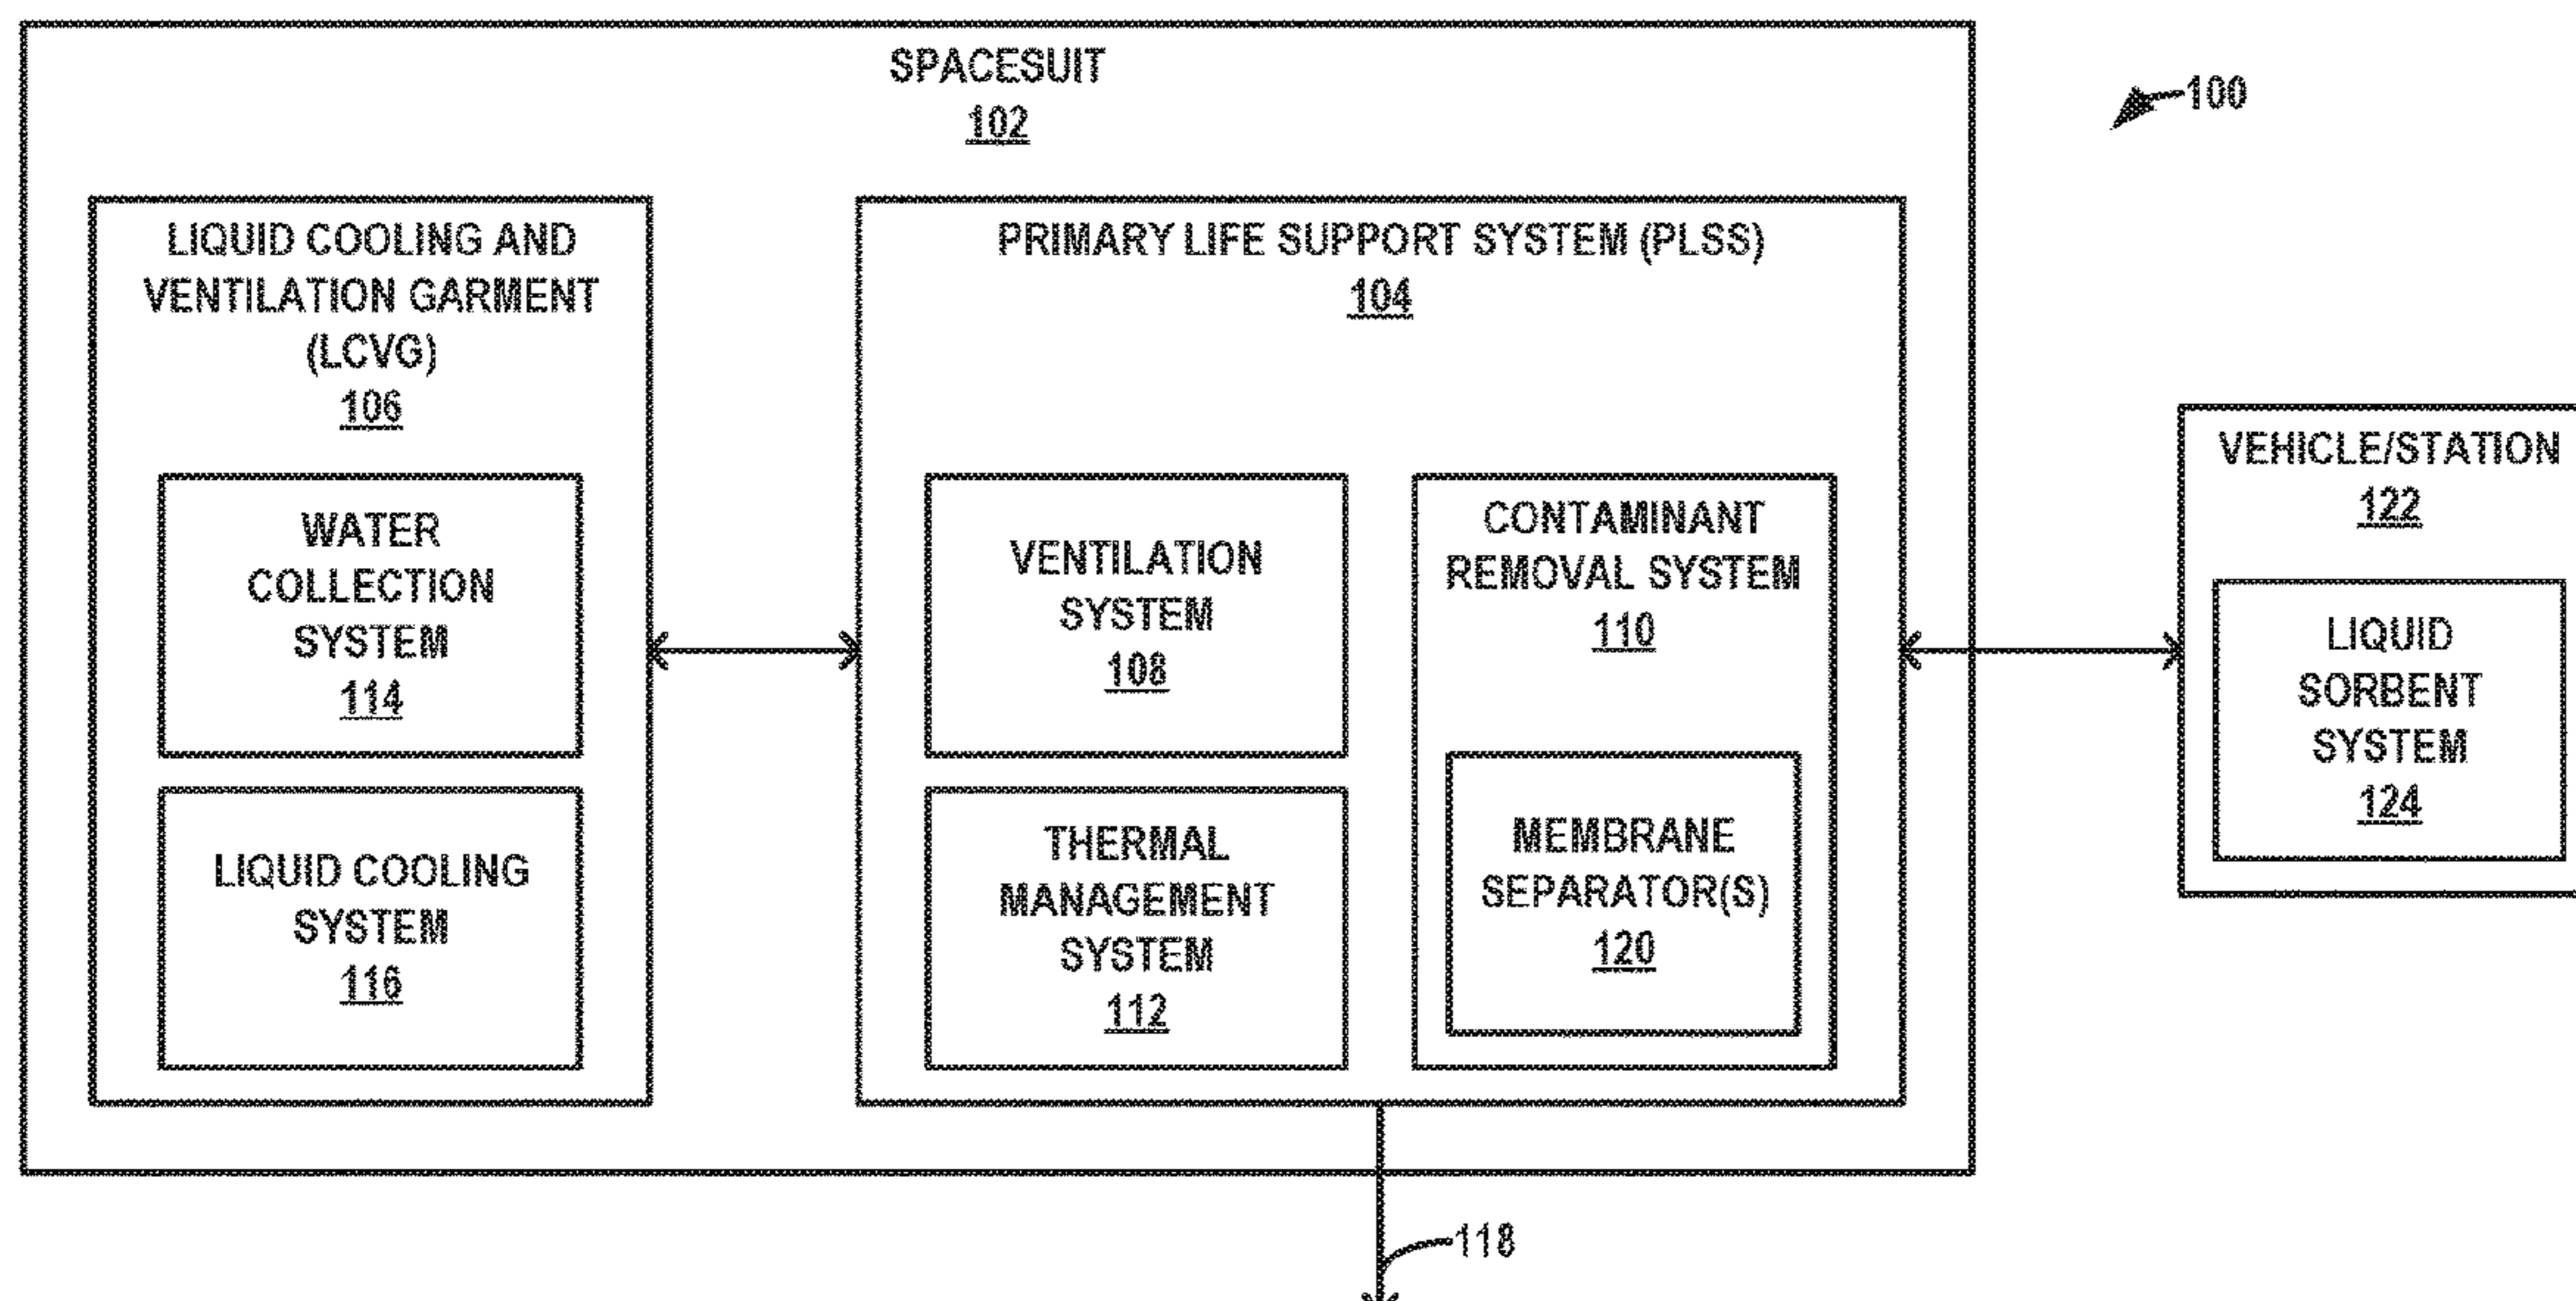 SPACESUIT
102
100
LIQUID COOLING AND
VENTILATION GARMENT
(LCVG)
106
WATER
COLLECTION
SYSTEM
114
LIQUID COOLING
SYSTEM
116
PRIMARY LIFE SUPPORT SYSTEM (PLSS)
104
VENTILATION
SYSTEM
108
THERMAL
MANAGEMENT
SYSTEM
112
CONTAMINANT
REMOVAL SYSTEM
110
MEMBRANE
SEPARATOR(S)
120
VEHICLE/STATION
122
LIQUID
SORBENT
SYSTEM
124
118